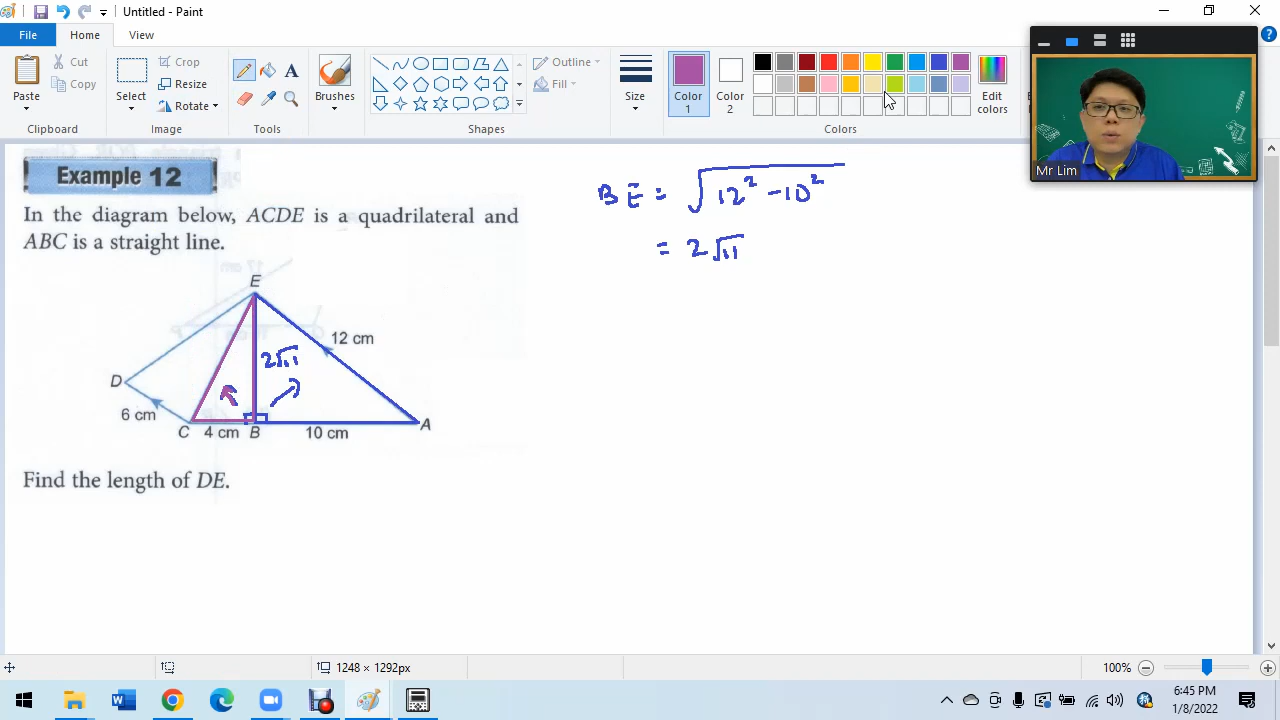 Untitled - Paint
File
Home
View
Paste
Cut
Copy
Clipboard
Select
Crop
Resize
Rotate
Image
A
Tools
Brushes
Shapes
Outline
Fill
Size
Color 1
Color 2
Edit colors
Colors
Mr Lim
Example 12
In the diagram below, ACDE is a quadrilateral and
ABC is a straight line.
E
12 cm
2√11
D
6 cm
C
4 cm
B
10 cm
A
Find the length of DE.
BE = √12² - 10²
= 2√11
1248 × 1292px
100%
6:45 PM
1/8/2022